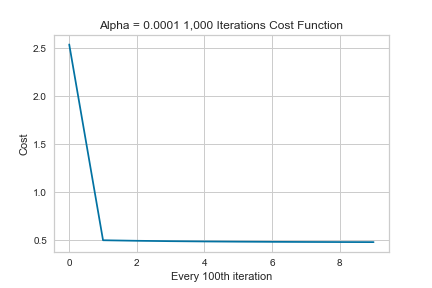 Alpha = 0.0001 1,000 Iterations Cost Function
2.5
2.0
1.5
1.0
0.5
Cost
0 2 4 6 8
Every 100th iteration